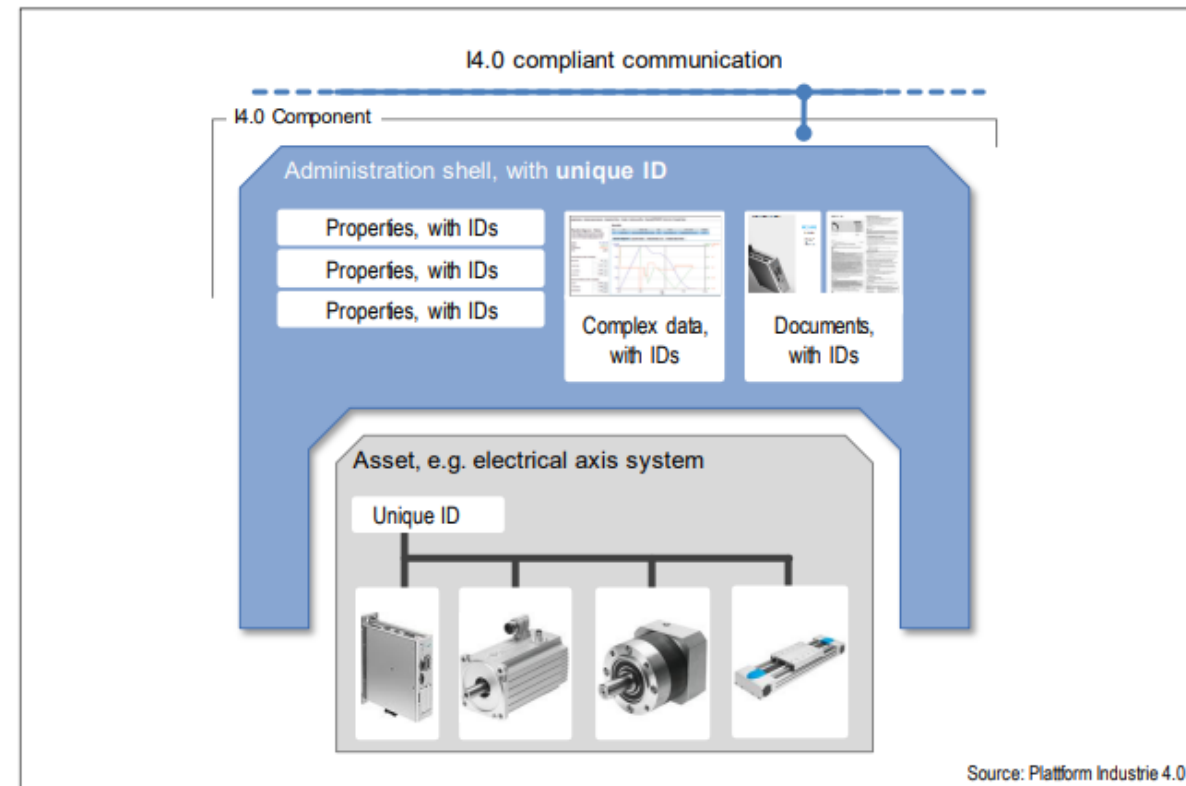 I4.0 compliant communication
I4.0 Component
Administration shell, with unique ID
Properties, with IDs
Properties, with IDs
Properties, with IDs
Complex data,
with IDs
Documents,
with IDs
Asset, e.g. electrical axis system
Unique ID
Source: Plattform Industrie 4.0